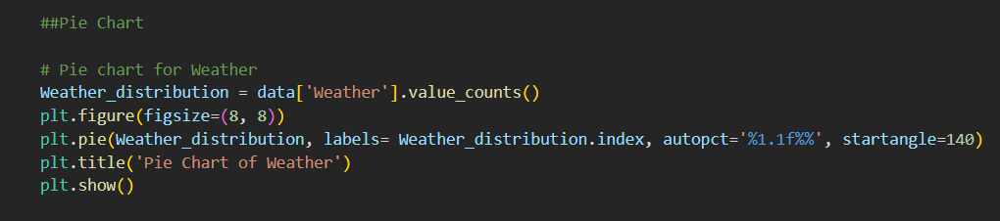 ##Pie Chart
# Pie chart for Weather
Weather_distribution = data['Weather'].value_counts()
plt.figure(figsize=(8, 8))
plt.pie(Weather_distribution, labels= Weather_distribution.index, autopct='%1.1f%%', startangle=140)
plt.title('Pie Chart of Weather')
plt.show()